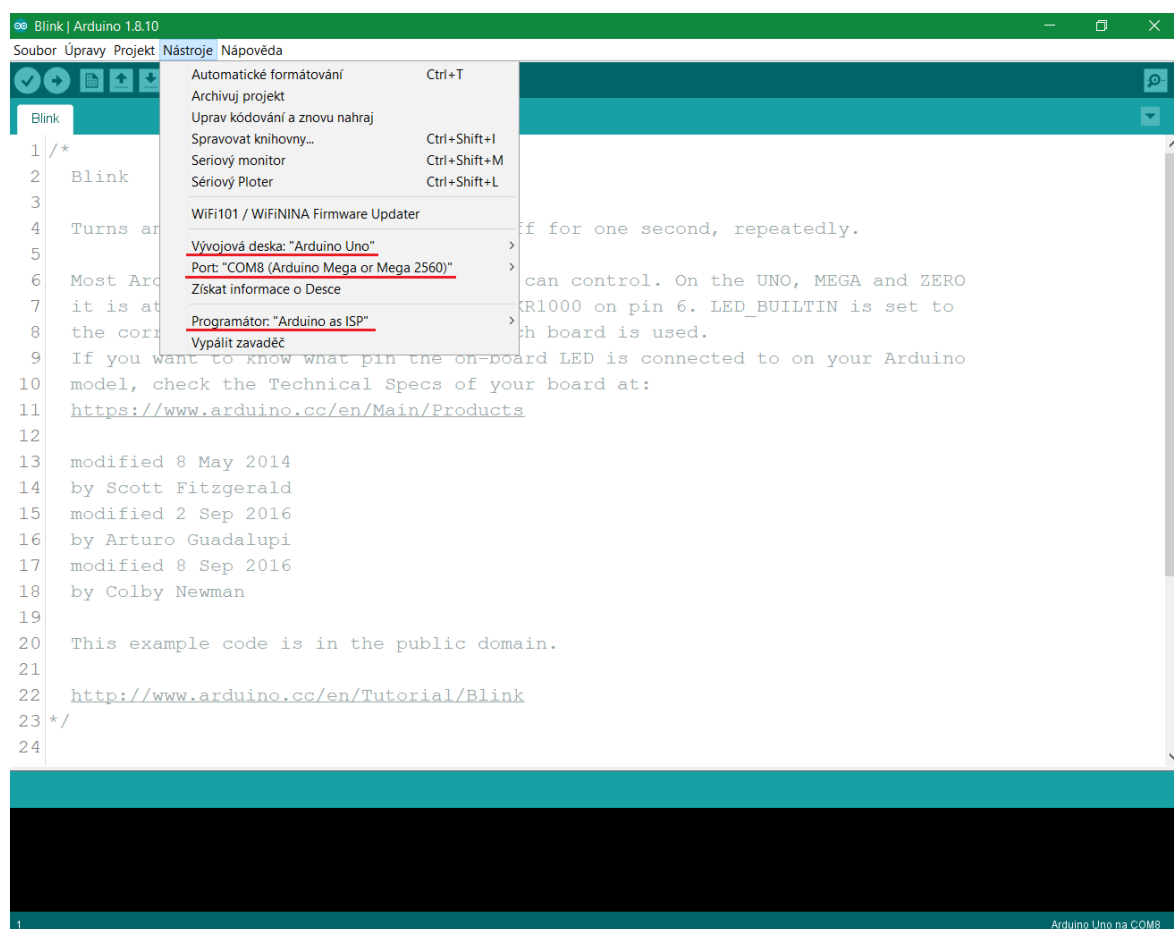 Blink | Arduino 1.8.10
Soubor Úpravy Projekt Nástroje Nápověda
Automatické formátování Ctrl+T
Archivuj projekt
Uprav kódování a znovu nahraj
Spravovat knihovny... Ctrl+Shift+I
Seriový monitor Ctrl+Shift+M
Sériový Ploter Ctrl+Shift+L
WiFi101 / WiFiNINA Firmware Updater
Vývojová deska: "Arduino Uno"
Port: "COM8 (Arduino Mega or Mega 2560)"
Získat informace o Desce
Programátor: "Arduino as ISP"
Vypálit zavaděč
Blink
1 /*
2 Blink
3
4 Turns for one second, repeatedly.
5
6 Most can control. On the UNO, MEGA and ZERO
7 it is at on pin 6. LED_BUILTIN is set to
8 the board is used.
9 If you want to know what pin the on-board LED is connected to on your Arduino
10 model, check the Technical Specs of your board at:
11 https://www.arduino.cc/en/Main/Products
12
13 modified 8 May 2014
14 by Scott Fitzgerald
15 modified 2 Sep 2016
16 by Arturo Guadalupi
17 modified 8 Sep 2016
18 by Colby Newman
19
20 This example code is in the public domain.
21
22 http://www.arduino.cc/en/Tutorial/Blink
23 */
24
1 Arduino Uno na COM8